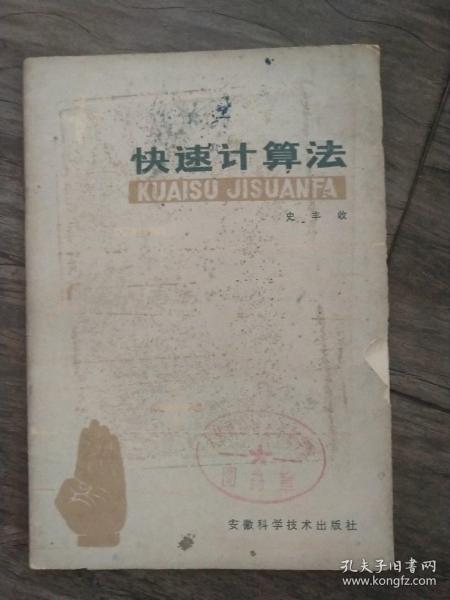 快速计算法
KUAISU JISUANFA
史丰收
安徽科学技术出版社
孔夫子旧书网
www.kongfz.com